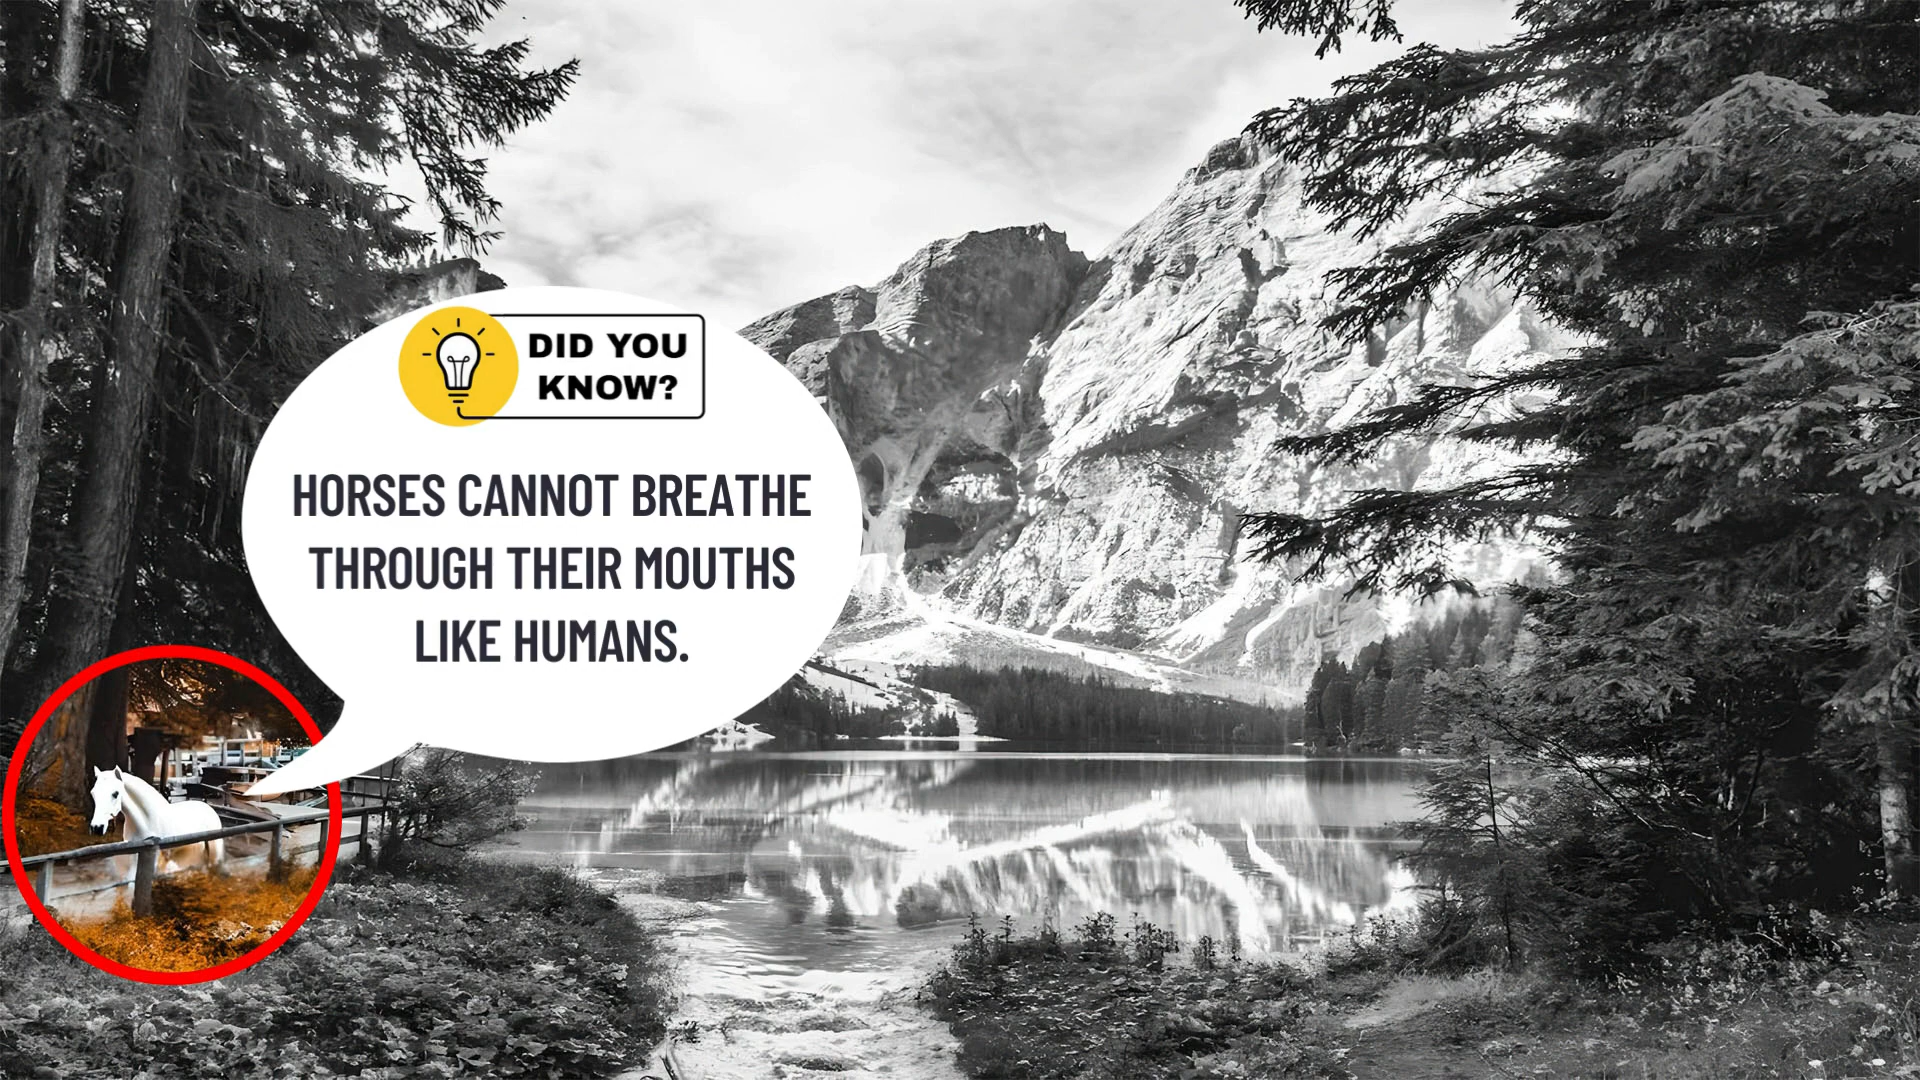 DID YOU
KNOW?
HORSES CANNOT BREATHE
THROUGH THEIR MOUTHS
LIKE HUMANS.